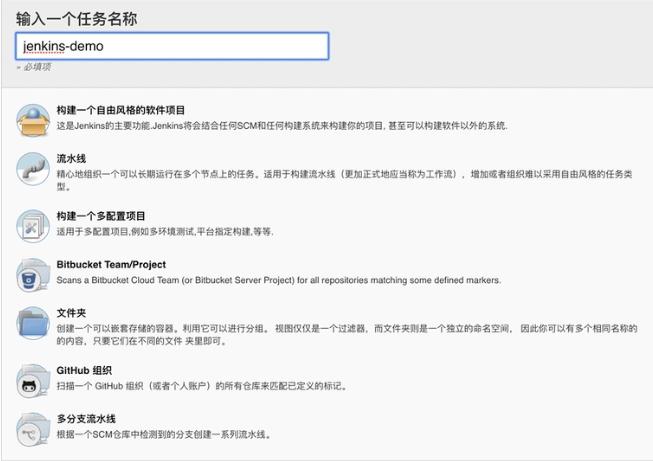 输入一个任务名称
jenkins-demo
» 必填项
构建一个自由风格的软件项目
这是Jenkins的主要功能.Jenkins将会结合任何SCM和任何构建系统来构建你的项目, 甚至可以构建软件以外的系统.
流水线
精心地组织一个可以长期运行在多个节点上的任务。适用于构建流水线（更加正式地应当称为工作流），增加或者组织难以采用自由风格的任务类
型。
构建一个多配置项目
适用于多配置项目,例如多环境测试,平台指定构建,等等.
Bitbucket Team/Project
Scans a Bitbucket Cloud Team (or Bitbucket Server Project) for all repositories matching some defined markers.
文件夹
创建一个可以嵌套存储的容器。利用它可以进行分组。 视图仅仅是一个过滤器，而文件夹则是一个独立的命名空间， 因此你可以有多个相同名称的
的内容，只要它们在不同的文件 夹里即可。
GitHub 组织
扫描一个 GitHub 组织（或者个人账户）的所有仓库来匹配已定义的标记。
多分支流水线
根据一个SCM仓库中检测到的分支创建一系列流水线。